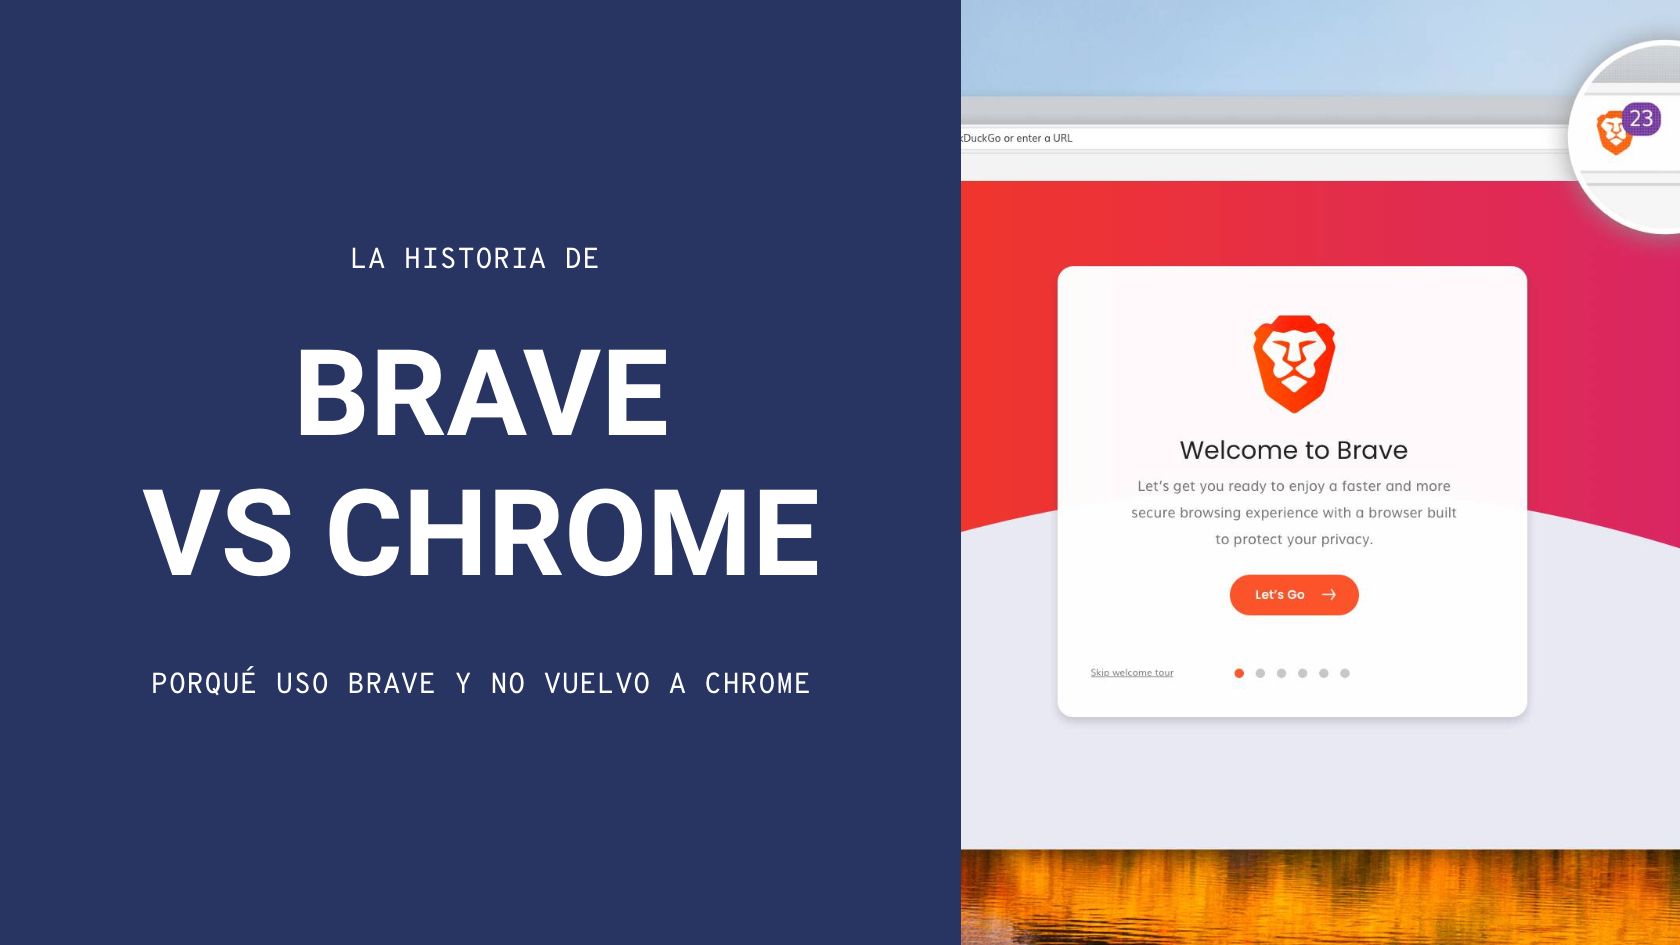 LA HISTORIA DE
BRAVE
VS CHROME
PORQUÉ USO BRAVE Y NO VUELVO A CHROME
DuckGo or enter a URL
23
Welcome to Brave
Let's get you ready to enjoy a faster and more
secure browsing experience with a browser built
to protect your privacy.
Let's Go
Skip welcome tour